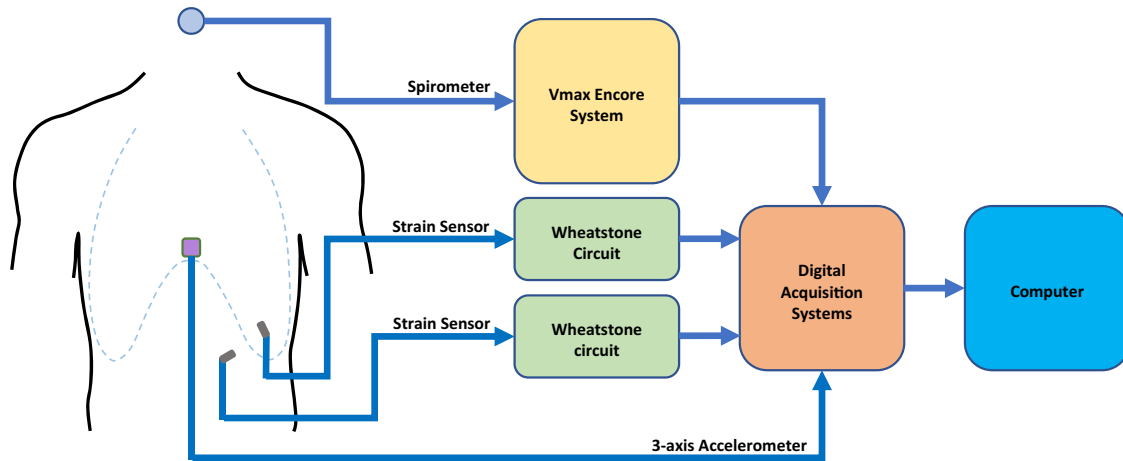 Spirometer
Vmax Encore
System
Strain Sensor
Wheatstone
Circuit
Strain Sensor
Wheatstone
circuit
Digital
Acquisition
Systems
Computer
3-axis Accelerometer